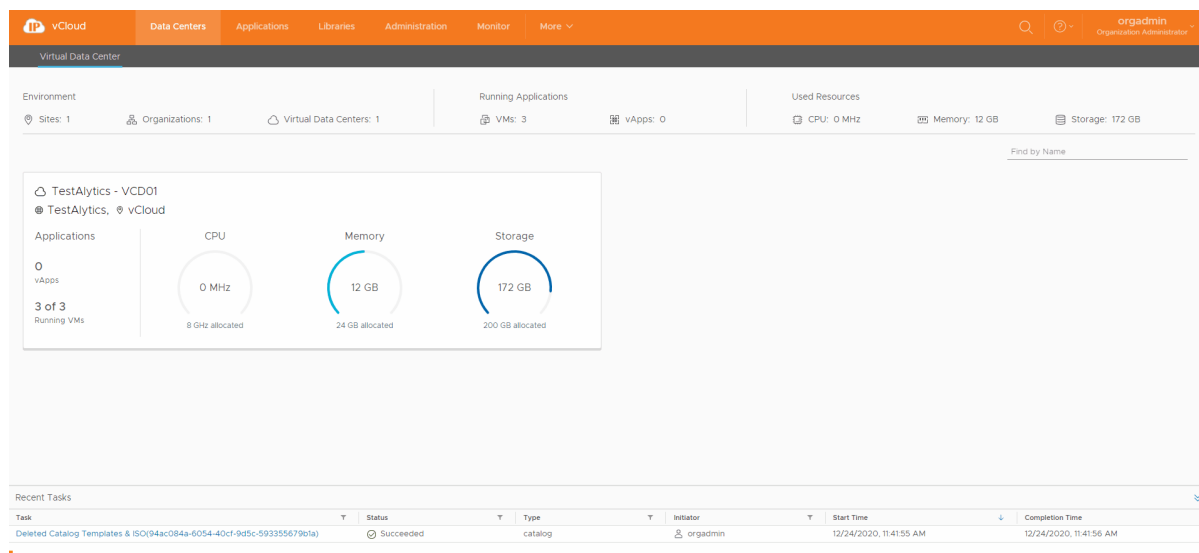 IP vCloud Data Centers Applications Libraries Administration Monitor More orgadmin
Organization Administrator
Virtual Data Center
Environment Running Applications Used Resources
Sites: 1 Organizations: 1 Virtual Data Centers: 1 VMs: 3 vApps: 0 CPU: 0 MHz Memory: 12 GB Storage: 172 GB
Find by Name
TestAlytics - VCD01
TestAlytics, vCloud
Applications CPU Memory Storage
0
vApps
0 MHz 12 GB 172 GB
3 of 3
Running VMs
8 GHz allocated 24 GB allocated 200 GB allocated
Recent Tasks
Task Status Type Initiator Start Time Completion Time
Deleted Catalog Templates & ISO(94ac084a-6054-40cf-9d5c-593355679b1a) Succeeded catalog orgadmin 12/24/2020, 11:41:55 AM 12/24/2020, 11:41:56 AM